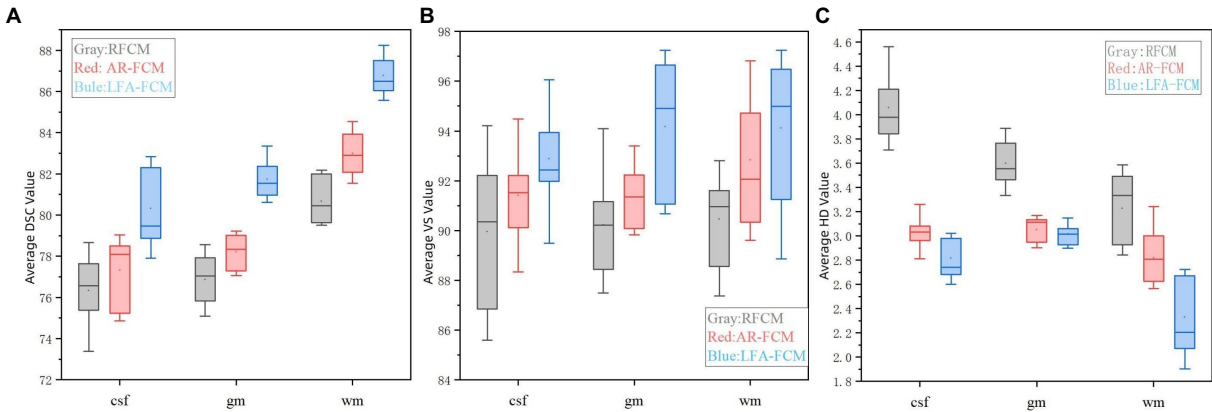 A
Average DSC Value
88
86
84
82
80
78
76
74
72
Gray:RFCM
Red: AR-FCM
Bule:LFA-FCM
csf gm wm
B
Average VS Value
98
96
94
92
90
88
86
84
Gray:RFCM
Red:AR-FCM
Blue:LFA-FCM
csf gm wm
C
Average HD Value
4.6
4.4
4.2
4.0
3.8
3.6
3.4
3.2
3.0
2.8
2.6
2.4
2.2
2.0
1.8
Gray:RFCM
Red:AR-FCM
Blue:LFA-FCM
csf gm wm